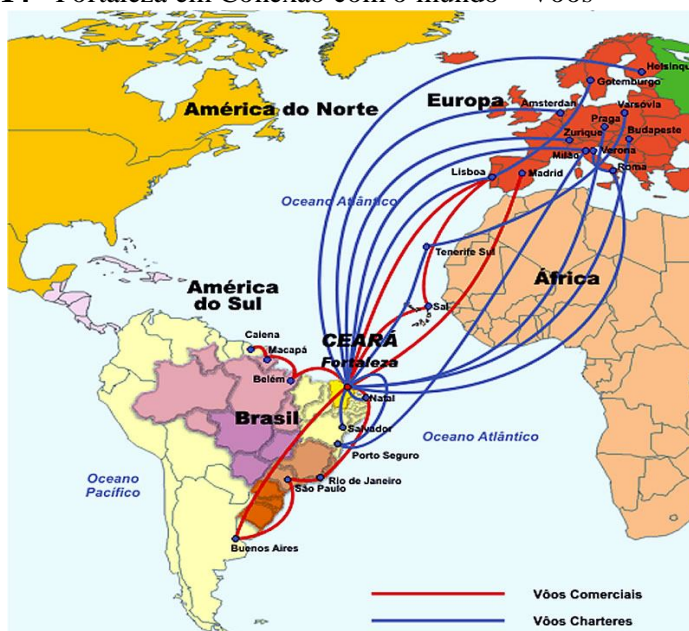 Fortaleza em Conexão com o mundo – Vôos
América do Norte
Europa
Helsinqu
Gotemburgo
Amsterdan
Varsóvia
Praga
Zurique
Budapeste
Milão
Verona
Lisboa
Madrid
Roma
Oceano Atlântico
Tenerife Sul
África
América
do Sul
Sal
Caiena
CEARÁ
Macapá
Fortaleza
Belém
Natal
Brasil
Salvador
Oceano Atlântico
Porto Seguro
Oceano
Pacífico
Rio de Janeiro
São Paulo
Buenos Aires
Vôos Comerciais
Vôos Charteres